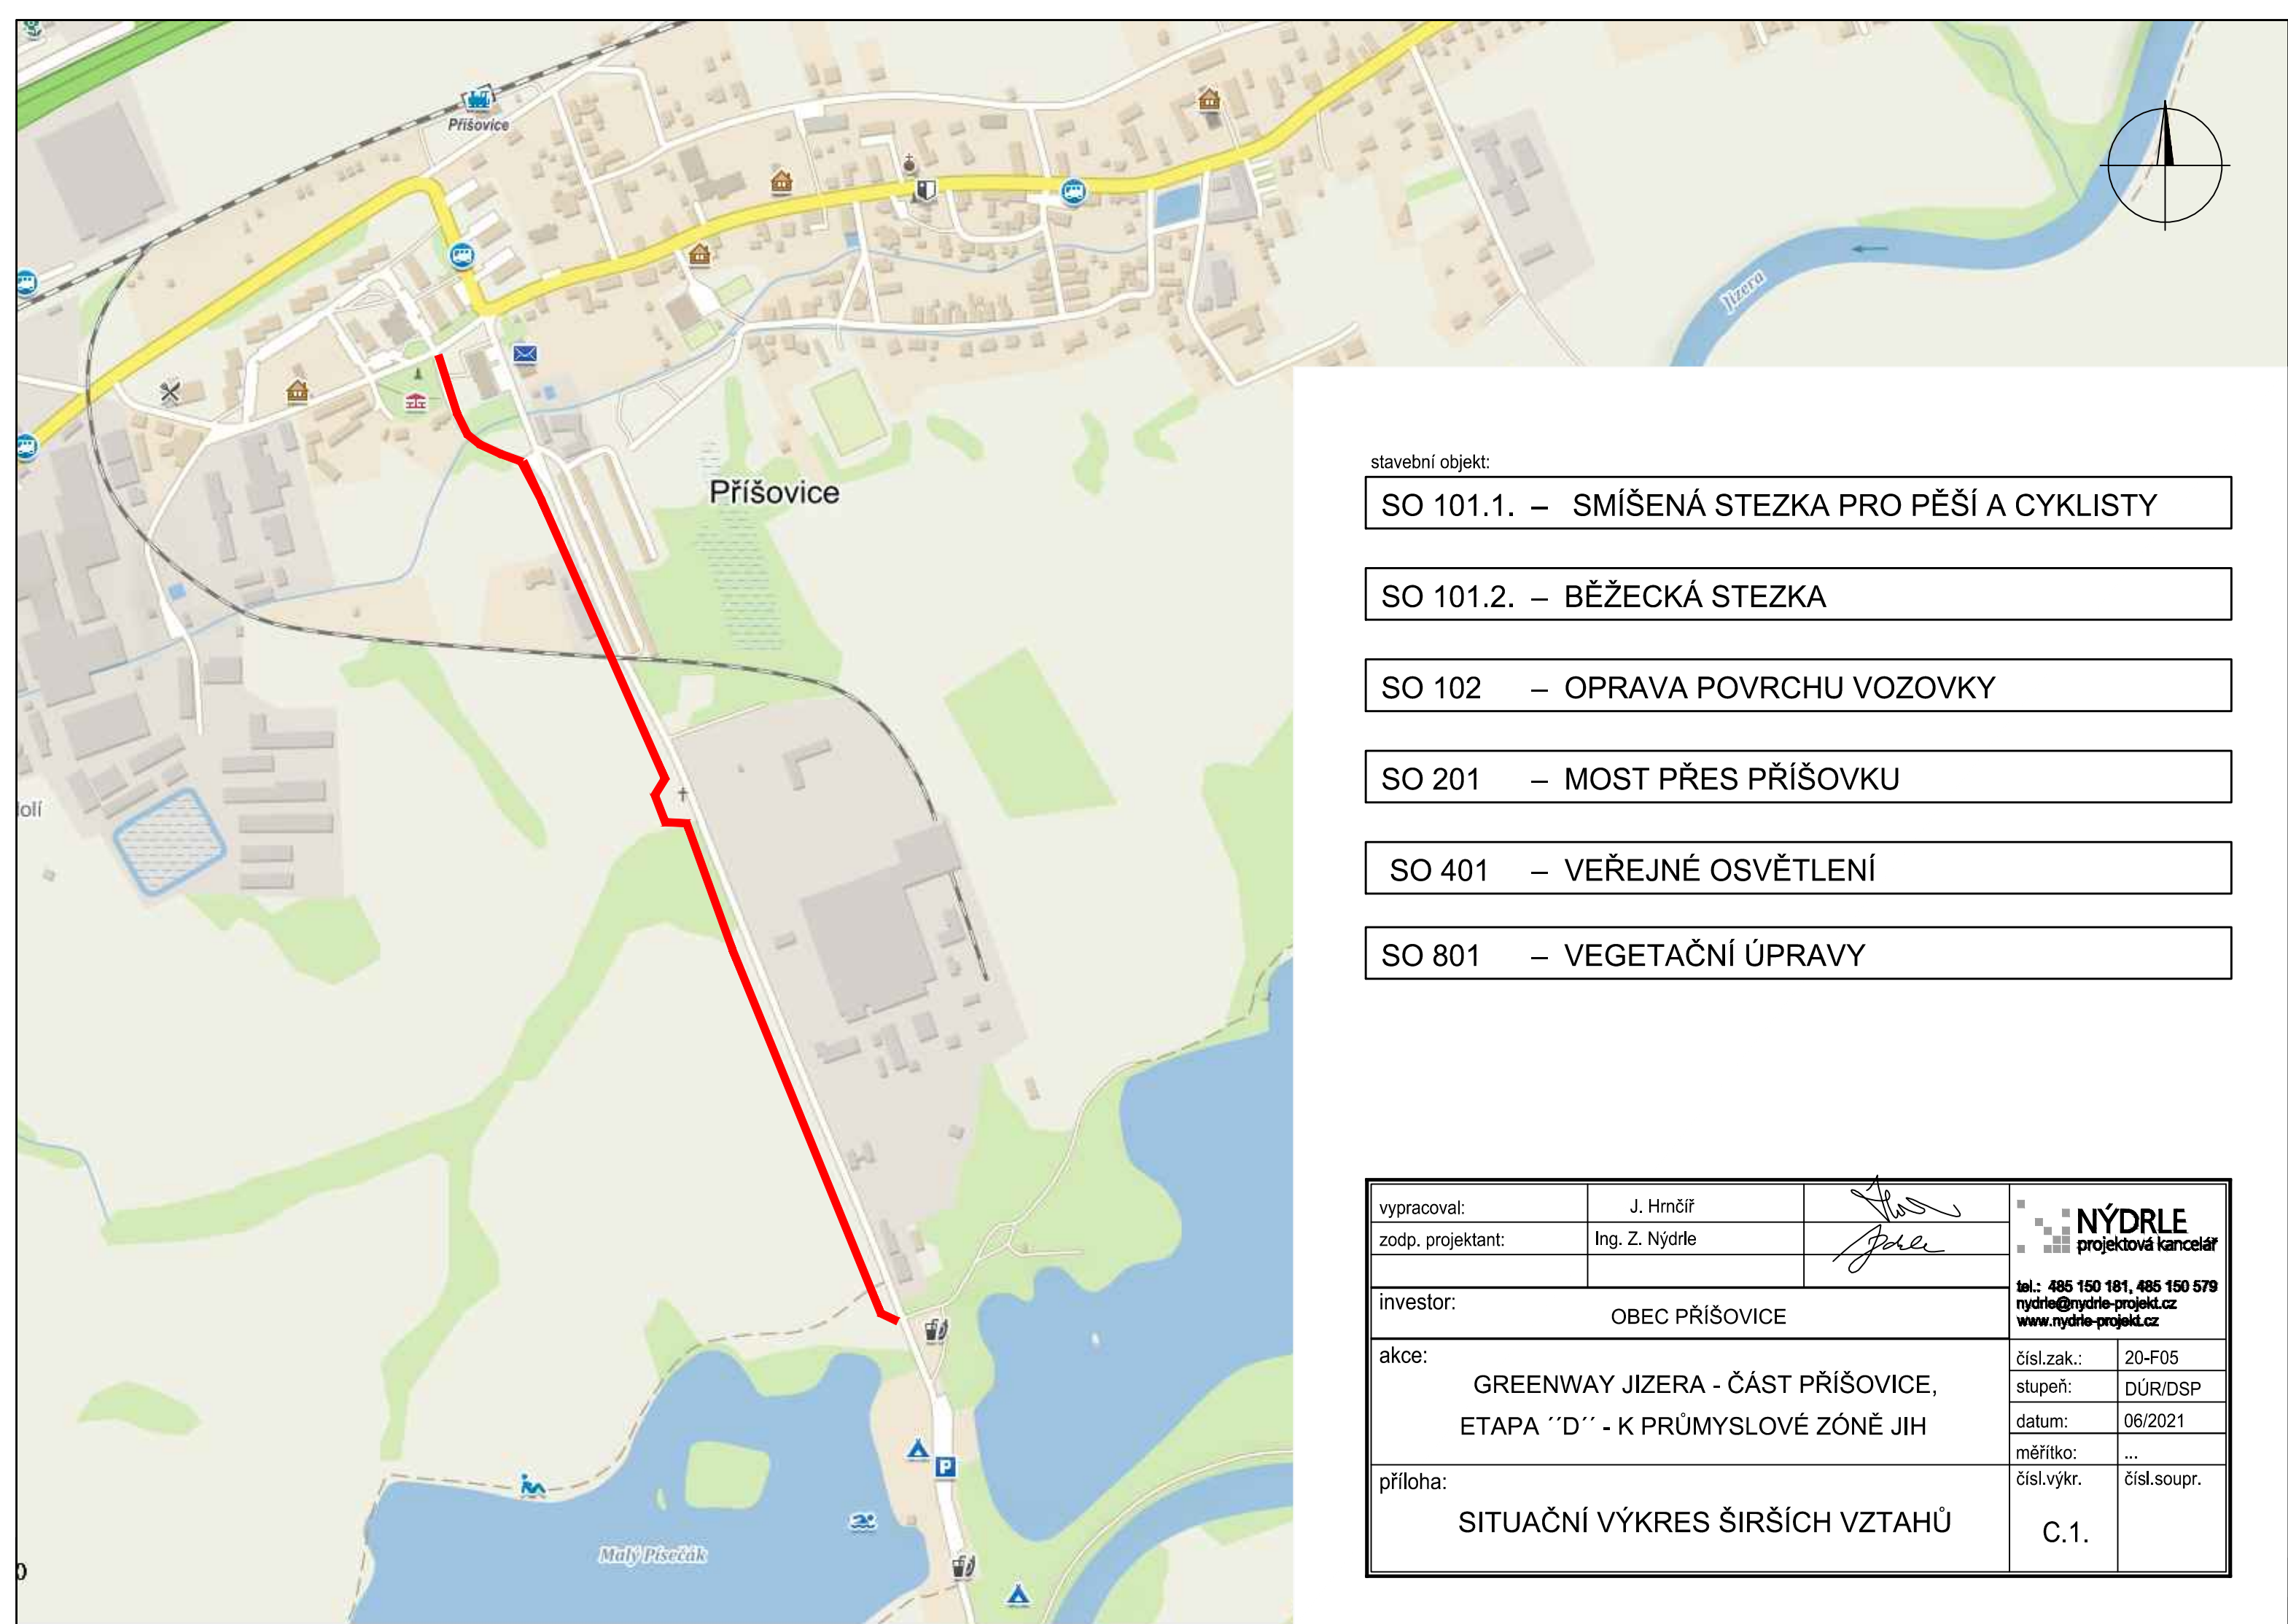 Příšovice
Jizera
Příšovice
olí
Malý Písečák
P
0
stavební objekt:
SO 101.1. – SMÍŠENÁ STEZKA PRO PĚŠÍ A CYKLISTY
SO 101.2. – BĚŽECKÁ STEZKA
SO 102 – OPRAVA POVRCHU VOZOVKY
SO 201 – MOST PŘES PŘÍŠOVKU
SO 401 – VEŘEJNÉ OSVĚTLENÍ
SO 801 – VEGETAČNÍ ÚPRAVY
vypracoval: J. Hrnčíř
zodp. projektant: Ing. Z. Nýdrle
NÝDRLE
projektová kancelář
tel.: 485 150 181, 485 150 579
nydrle@nydrle-projekt.cz
www.nydrle-projekt.cz
investor: OBEC PŘÍŠOVICE
akce:
GREENWAY JIZERA - ČÁST PŘÍŠOVICE,
ETAPA ´´D´´ - K PRŮMYSLOVÉ ZÓNĚ JIH
čísl.zak.: 20-F05
stupeň: DÚR/DSP
datum: 06/2021
měřítko: ...
příloha:
SITUAČNÍ VÝKRES ŠIRŠÍCH VZTAHŮ
čísl.výkr. čísl.soupr.
C.1.